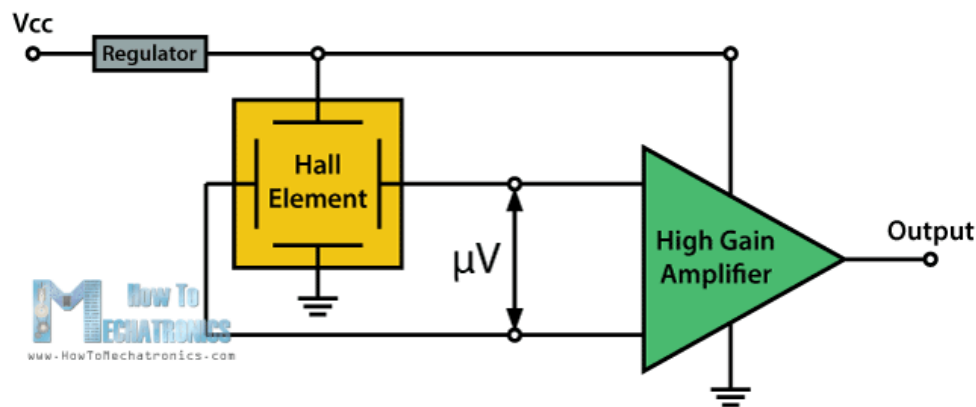 Vcc
Regulator
Hall
Element
µV
High Gain
Amplifier
Output
How To
MECHATRONICS
www.HowToMechatronics.com